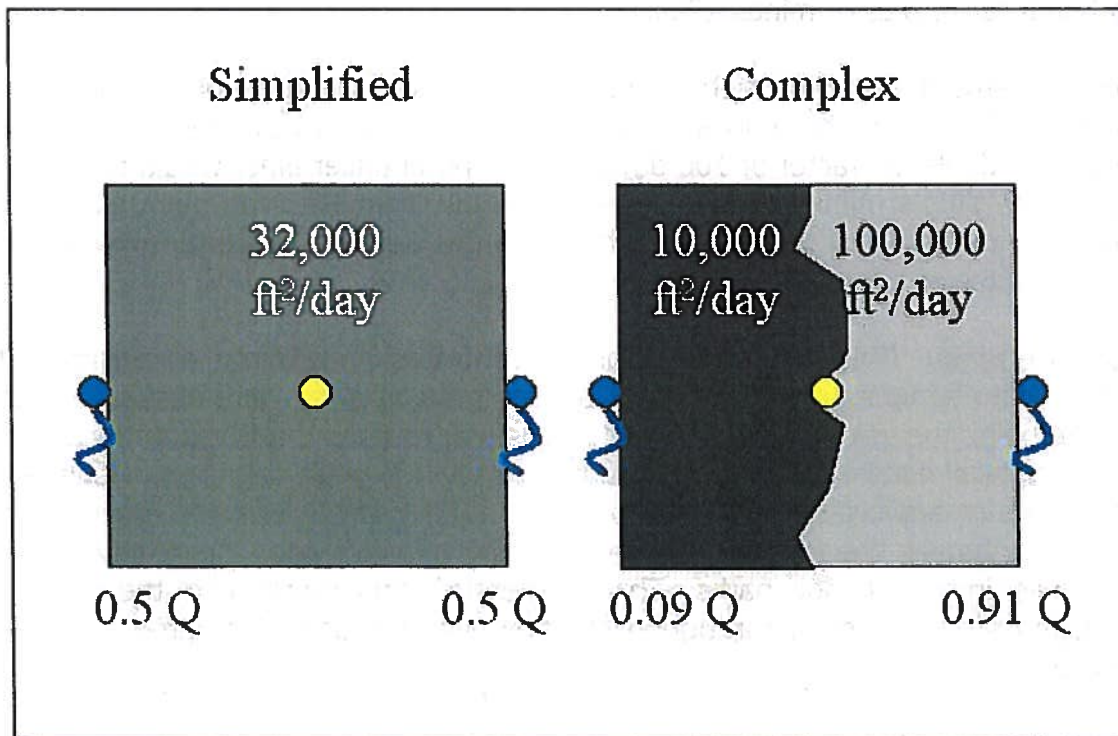 Simplified
Complex
32,000
ft²/day
10,000
ft²/day
100,000
ft²/day
0.5 Q
0.5 Q
0.09 Q
0.91 Q